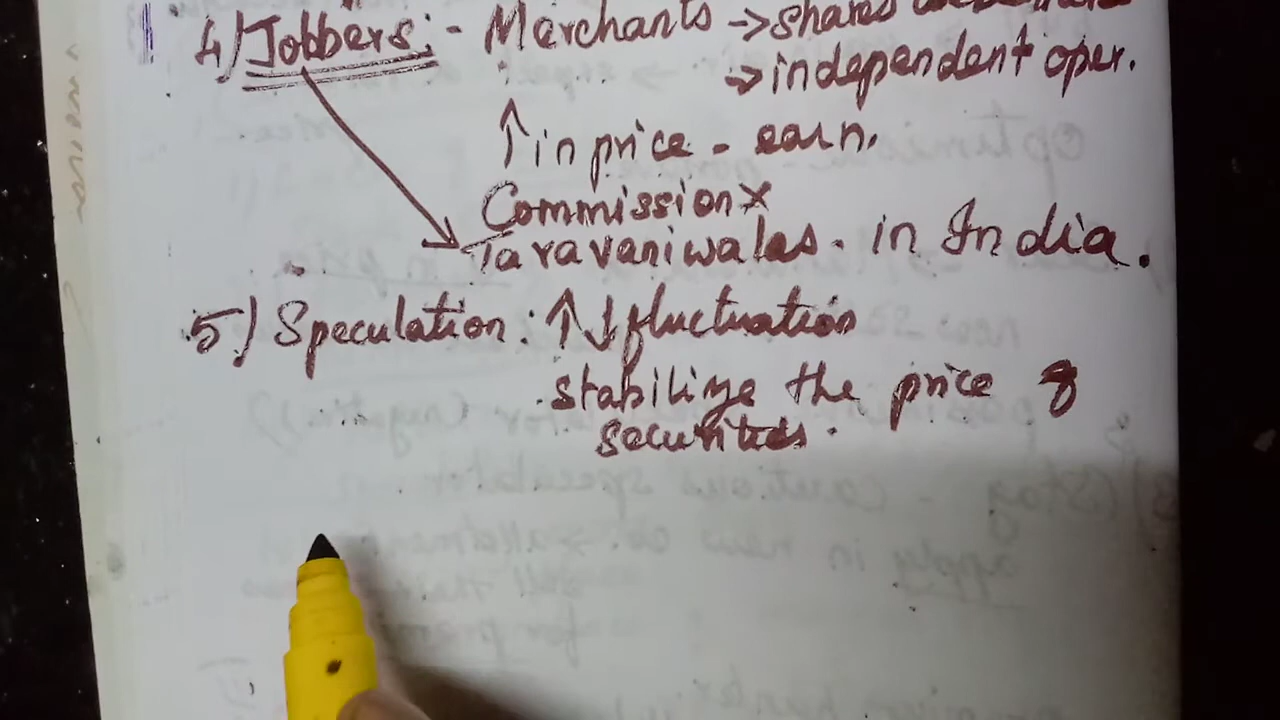 4) Jobbers: - Merchants → shares
→ independent oper.
↑ in price - earn.
Commission x
Taravaniwalas. in India.
5) Speculation: ↑↓ fluctuation
stabilize the price of
securities.